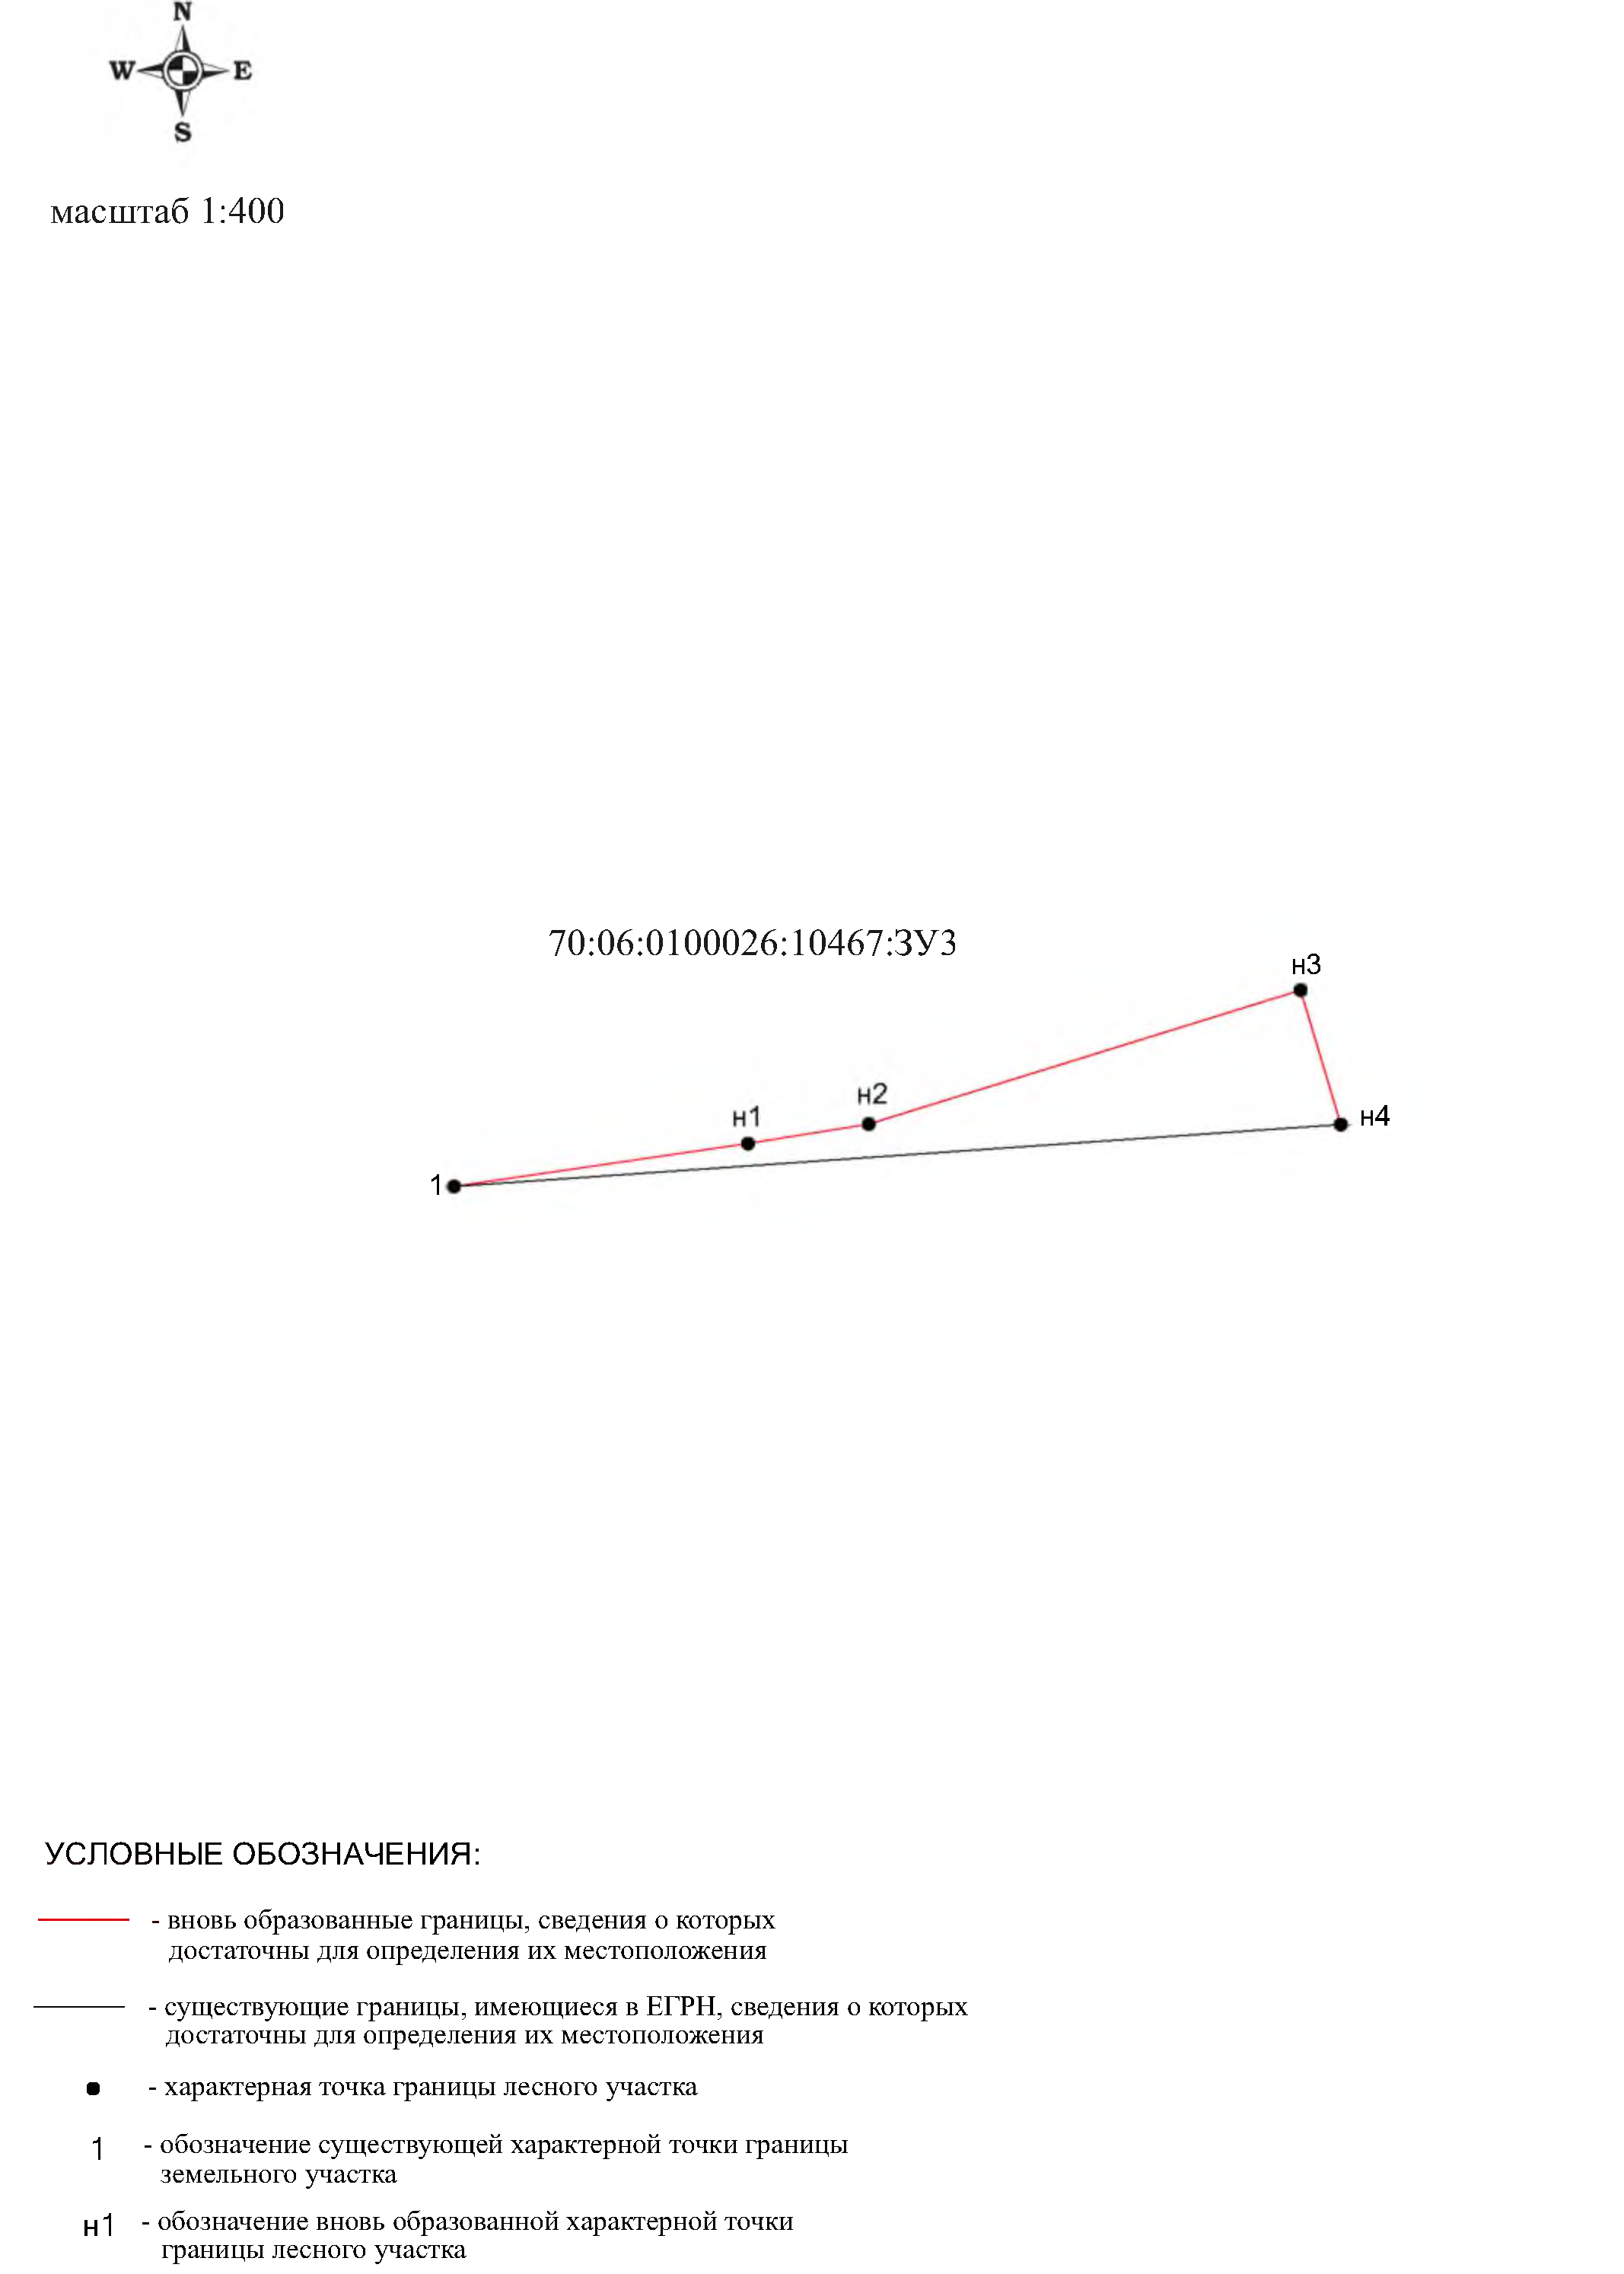 N
W E
S
масштаб 1:400
70:06:0100026:10467:ЗУ3
н3
н2
н1
н4
1
УСЛОВНЫЕ ОБОЗНАЧЕНИЯ:
- вновь образованные границы, сведения о которых
достаточны для определения их местоположения
- существующие границы, имеющиеся в ЕГРН, сведения о которых
достаточны для определения их местоположения
- характерная точка границы лесного участка
1 - обозначение существующей характерной точки границы
земельного участка
н1 - обозначение вновь образованной характерной точки
границы лесного участка